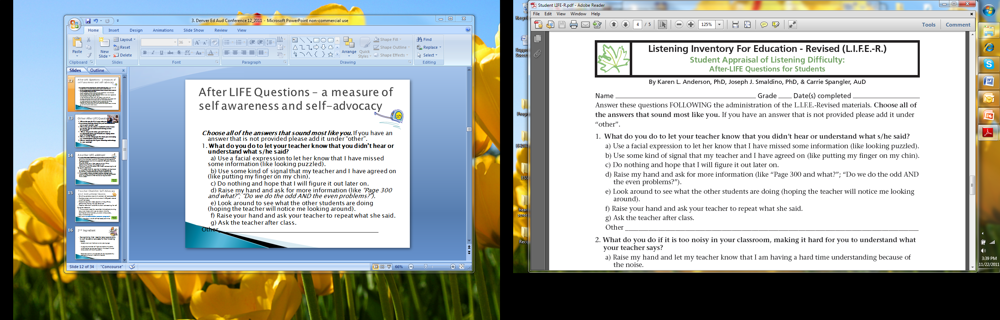 3. Denver Ed Aud Conference 12_2011 - Microsoft PowerPoint non-commercial use
Home Insert Design Animations Slide Show Review View
Paste
Clipboard
New Slide
Layout
Reset
Delete
Slides
36
B I U abc S AV Aa A
Font
Paragraph
Arrange
Quick Styles
Shape Fill
Shape Outline
Shape Effects
Drawing
Find
Replace
Select
Editing
Slides Outline
12
After LIFE Questions – a measure of
self awareness and self-advocacy
13
Other After LIFE Questio
14
Another LIFE addition!
15
Teacher Checklist: Self-Advocacy
and Instructional Access
16
2nd Ingredient
After LIFE Questions – a measure of
self awareness and self-advocacy
Choose all of the answers that sound most like you. If you have an
answer that is not provided please add it under “other”.
1. What do you do to let your teacher know that you didn’t hear or
understand what s/he said?
a) Use a facial expression to let her know that I have missed
some information (like looking puzzled).
b) Use some kind of signal that my teacher and I have agreed on
(like putting my finger on my chin).
c) Do nothing and hope that I will figure it out later on.
d) Raise my hand and ask for more information (like “Page 300
and what?”; “Do we do the odd AND the even problems?”).
e) Look around to see what the other students are doing
(hoping the teacher will notice me looking around).
f) Raise your hand and ask your teacher to repeat what she said.
g) Ask the teacher after class.
Other
Slide 12 of 34 "Concourse" 66%
Student LIFE-R.pdf - Adobe Reader
File Edit View Window Help
4 / 5 125% Tools Comment
Listening Inventory For Education - Revised (L.I.F.E.-R.)
Student Appraisal of Listening Difficulty:
After-LIFE Questions for Students
By Karen L. Anderson, PhD, Joseph J. Smaldino, PhD, & Carrie Spangler, AuD
Name Grade Date(s) completed
Answer these questions FOLLOWING the administration of the L.I.F.E.-Revised materials. Choose all of
the answers that sound most like you. If you have an answer that is not provided please add it under
“other”.
1. What do you do to let your teacher know that you didn’t hear or understand what s/he said?
a) Use a facial expression to let her know that I have missed some information (like looking puzzled).
b) Use some kind of signal that my teacher and I have agreed on (like putting my finger on my chin).
c) Do nothing and hope that I will figure it out later on.
d) Raise my hand and ask for more information (like “Page 300 and what?”; “Do we do the odd AND
the even problems?”).
e) Look around to see what the other students are doing (hoping the teacher will notice me looking
around).
f) Raise your hand and ask your teacher to repeat what she said.
g) Ask the teacher after class.
Other
2. What do you do if it is too noisy in your classroom, making it hard for you to understand what
your teacher says?
a) Raise my hand and let my teacher know that I am having a hard time understanding because of
the noise.
Recycl
Suppo
Succe
Progr
ESS
hear
scree
Reci
3:39 PM
11/22/2011